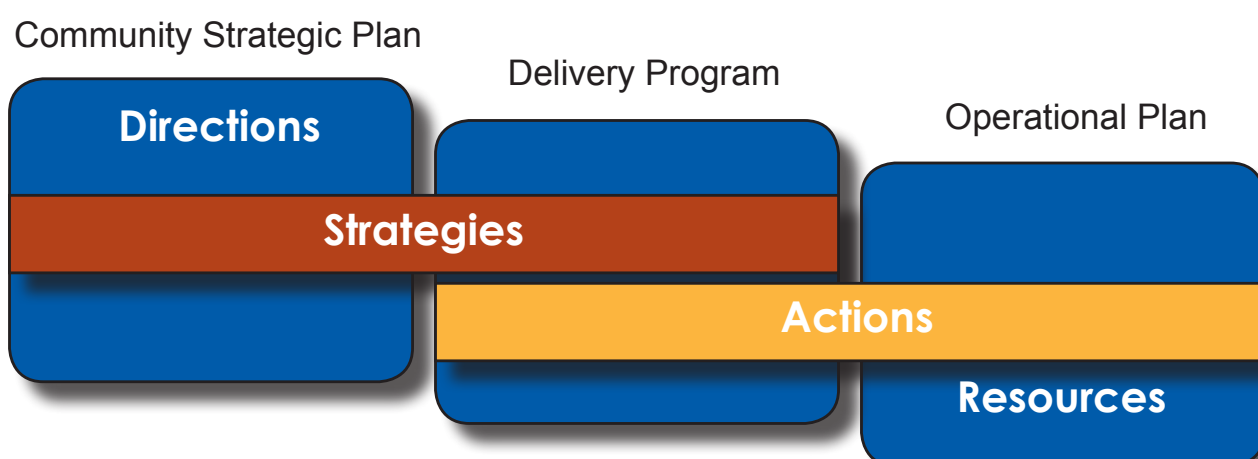 Community Strategic Plan
Delivery Program
Operational Plan
Directions
Strategies
Actions
Resources